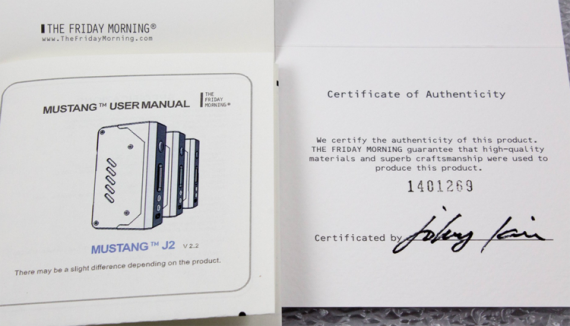 THE FRIDAY MORNING®
www.TheFridayMorning.com
MUSTANG™ USER MANUAL
THE
FRIDAY
MORNING®
MUSTANG™ J2 V 2.2
There may be a slight difference depending on the product.
Certificate of Authenticity
We certify the authenticity of this product.
THE FRIDAY MORNING guarantee that high-quality
materials and superb craftsmanship were used to
produce this product.
1401269
Certificated by